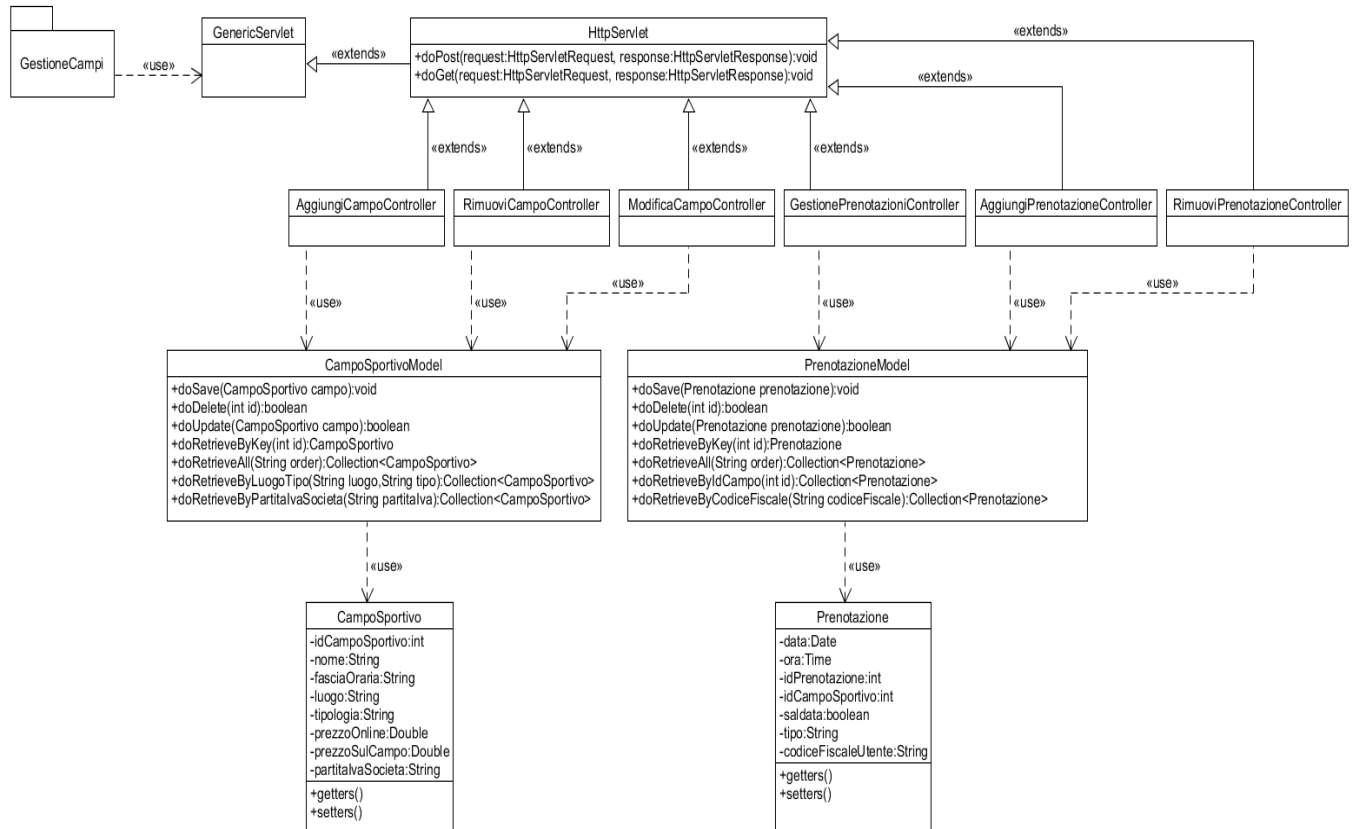 GestioneCampi
«use»
GenericServlet
«extends»
HttpServlet
+doPost(request:HttpServletRequest, response:HttpServletResponse):void
+doGet(request:HttpServletRequest, response:HttpServletResponse):void
«extends»
«extends»
«extends»
«extends»
«extends»
«extends»
AggiungiCampoController
RimuoviCampoController
ModificaCampoController
GestionePrenotazioniController
AggiungiPrenotazioneController
RimuoviPrenotazioneController
«use»
«use»
«use»
«use»
«use»
«use»
CampoSportivoModel
+doSave(CampoSportivo campo):void
+doDelete(int id):boolean
+doUpdate(CampoSportivo campo):boolean
+doRetrieveByKey(int id):CampoSportivo
+doRetrieveAll(String order):Collection<CampoSportivo>
+doRetrieveByLuogoTipo(String luogo,String tipo):Collection<CampoSportivo>
+doRetrieveByPartitaIvaSocieta(String partitaIva):Collection<CampoSportivo>
PrenotazioneModel
+doSave(Prenotazione prenotazione):void
+doDelete(int id):boolean
+doUpdate(Prenotazione prenotazione):boolean
+doRetrieveByKey(int id):Prenotazione
+doRetrieveAll(String order):Collection<Prenotazione>
+doRetrieveByIdCampo(int id):Collection<Prenotazione>
+doRetrieveByCodiceFiscale(String codiceFiscale):Collection<Prenotazione>
«use»
«use»
CampoSportivo
-idCampoSportivo:int
-nome:String
-fasciaOraria:String
-luogo:String
-tipologia:String
-prezzoOnline:Double
-prezzoSulCampo:Double
-partitaIvaSocieta:String
+getters()
+setters()
Prenotazione
-data:Date
-ora:Time
-idPrenotazione:int
-idCampoSportivo:int
-saldata:boolean
-tipo:String
-codiceFiscaleUtente:String
+getters()
+setters()